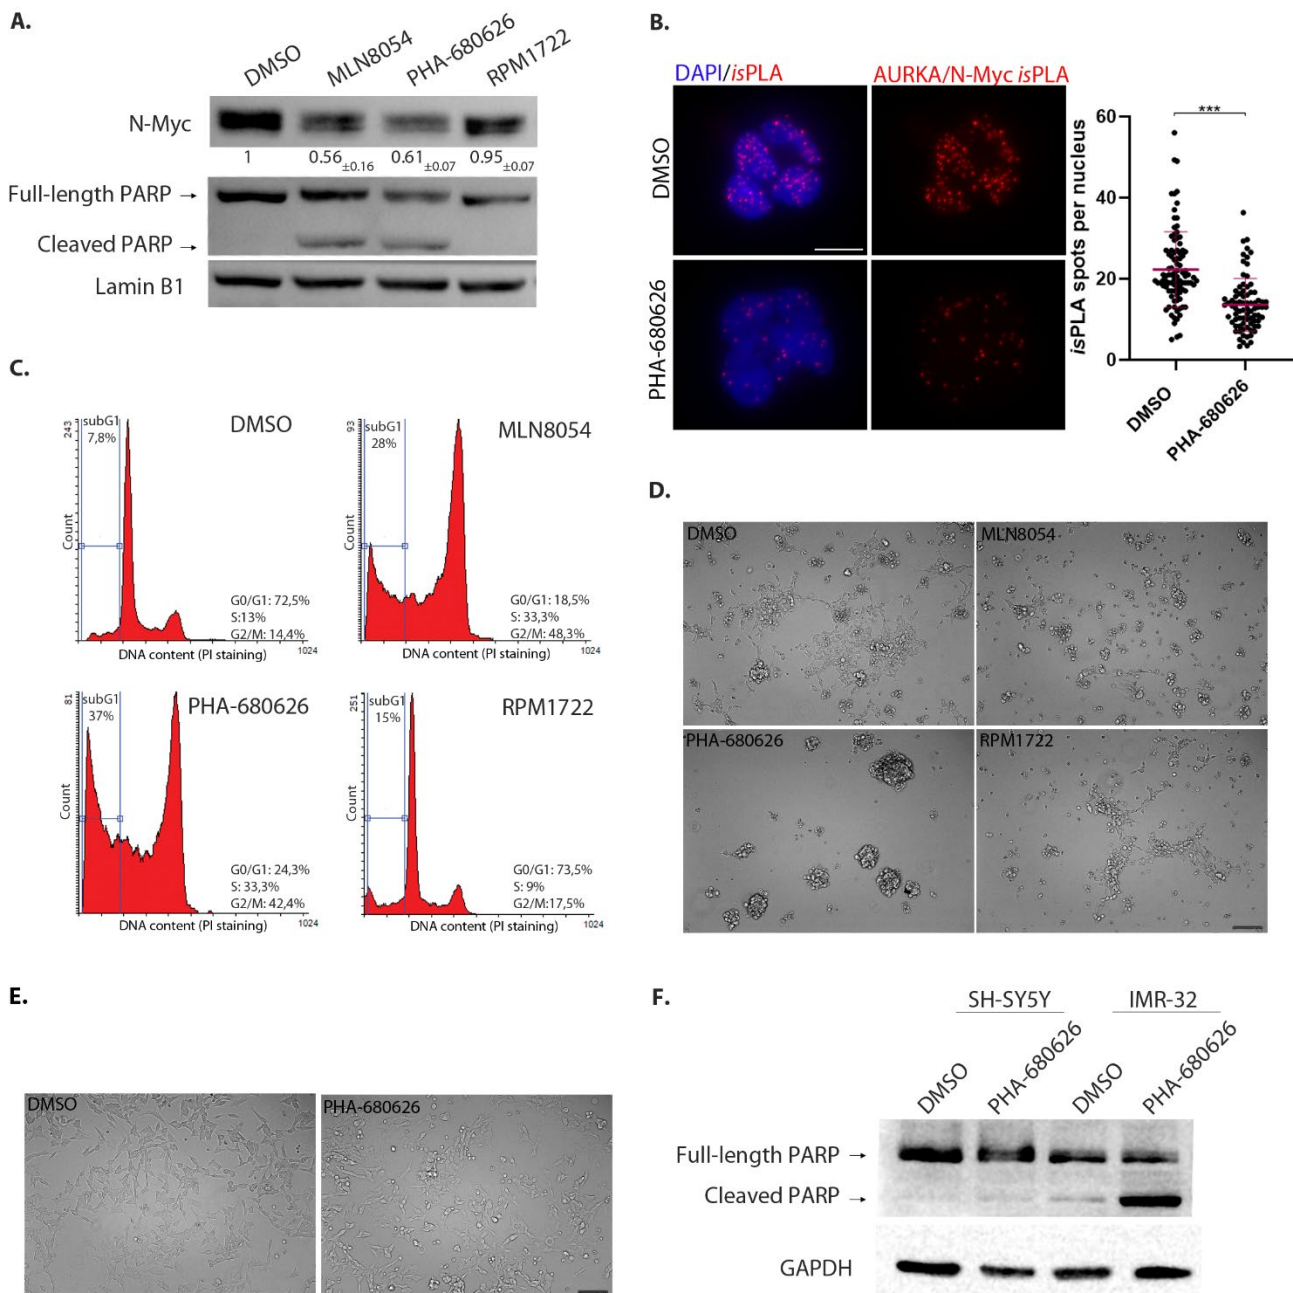 A.
DMSO
MLN8054
PHA-680626
RPM1722
N-Myc
1 0.56 ±0.16 0.61 ±0.07 0.95 ±0.07
Full-length PARP →
Cleaved PARP →
Lamin B1
B.
DAPI/isPLA
AURKA/N-Myc isPLA
DMSO
PHA-680626
isPLA spots per nucleus
60
40
20
0
***
DMSO
PHA-680626
C.
243
subG1
7,8%
DMSO
Count
G0/G1: 72,5%
S:13%
G2/M: 14,4%
DNA content (PI staining)
1024
93
subG1
28%
MLN8054
Count
G0/G1: 18,5%
S: 33,3%
G2/M: 48,3%
DNA content (PI staining)
1024
81
subG1
37%
PHA-680626
Count
G0/G1: 24,3%
S: 33,3%
G2/M: 42,4%
DNA content (PI staining)
1024
251
subG1
15%
RPM1722
Count
G0/G1: 73,5%
S: 9%
G2/M:17,5%
DNA content (PI staining)
1024
D.
DMSO
MLN8054
PHA-680626
RPM1722
E.
DMSO
PHA-680626
F.
SH-SY5Y
IMR-32
DMSO
PHA-680626
DMSO
PHA-680626
Full-length PARP →
Cleaved PARP →
GAPDH